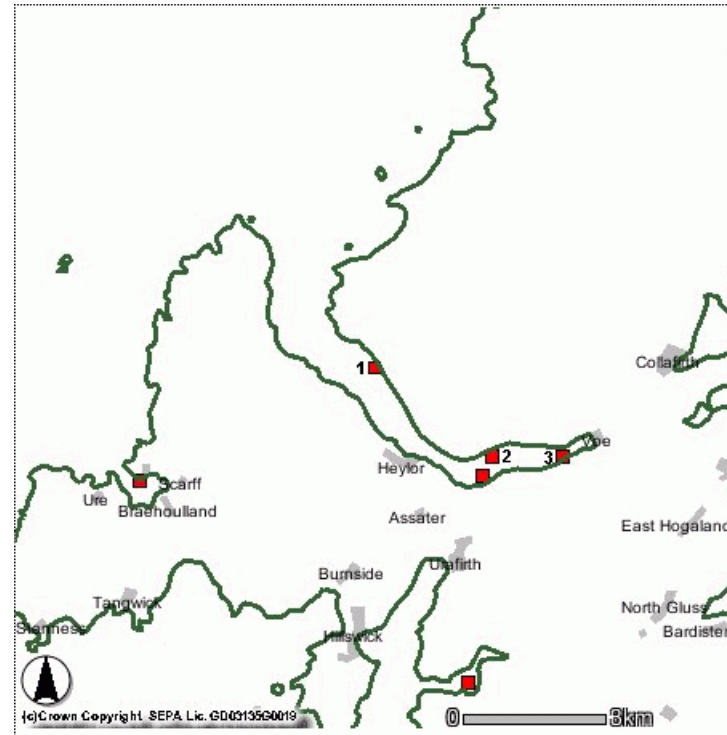 Collafirth
1
Voe
2
3
Heylor
Scarff
Ure
Braehoulland
Assater
East Hogaland
Urafirth
Burnside
Tangwick
North Gluss
Stenness
Hillswick
Bardister
(c)Crown Copyright. SEPA Lic. GD03135G0019
0 3km